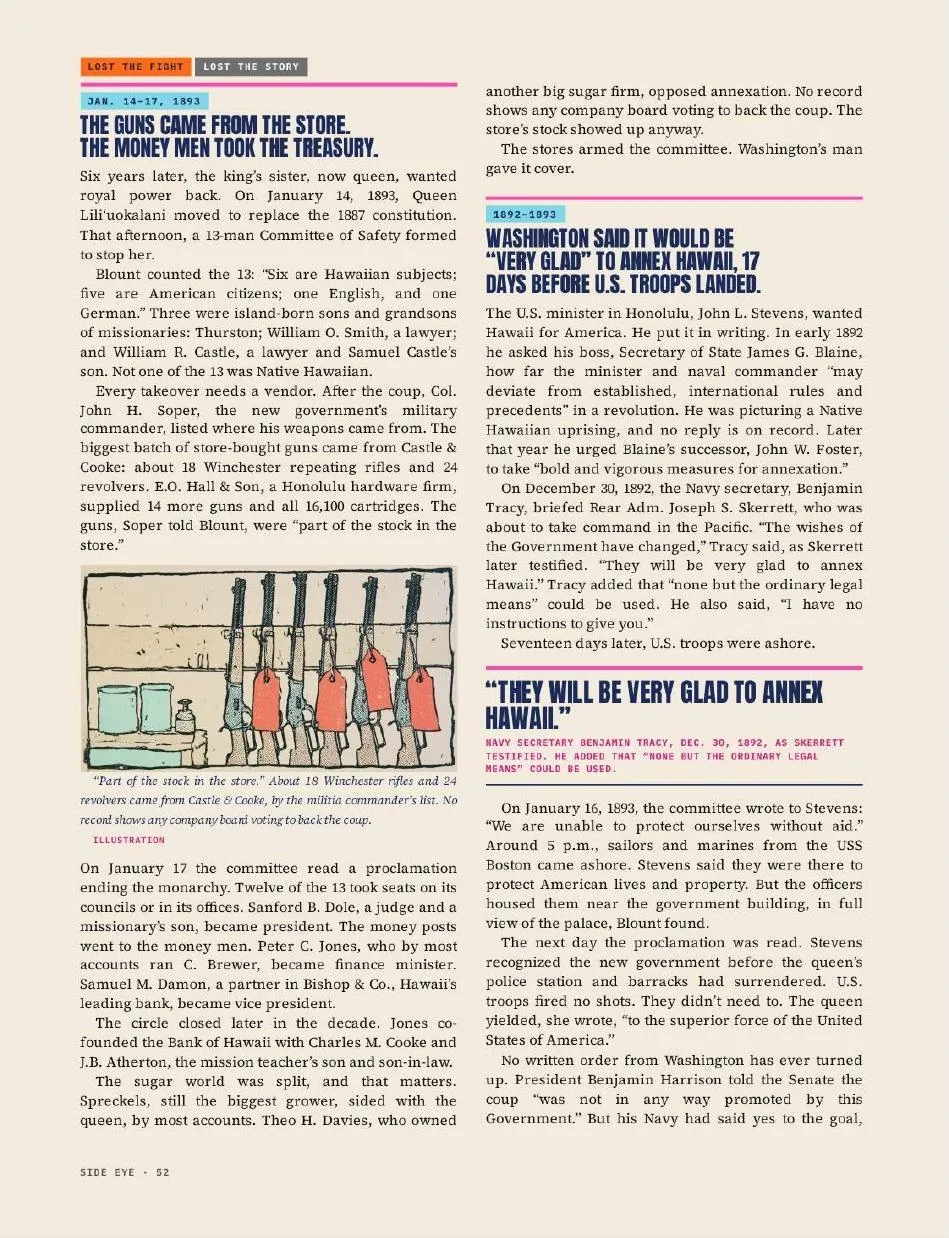 LOST THE FIGHT LOST THE STORY
JAN. 14–17, 1893
THE GUNS CAME FROM THE STORE.
THE MONEY MEN TOOK THE TREASURY.
Six years later, the king’s sister, now queen, wanted
royal power back. On January 14, 1893, Queen
Liliʻuokalani moved to replace the 1887 constitution.
That afternoon, a 13-man Committee of Safety formed
to stop her.
Blount counted the 13: “Six are Hawaiian subjects;
five are American citizens; one English, and one
German.” Three were island-born sons and grandsons
of missionaries: Thurston; William O. Smith, a lawyer;
and William R. Castle, a lawyer and Samuel Castle’s
son. Not one of the 13 was Native Hawaiian.
Every takeover needs a vendor. After the coup, Col.
John H. Soper, the new government’s military
commander, listed where his weapons came from. The
biggest batch of store-bought guns came from Castle &
Cooke: about 18 Winchester repeating rifles and 24
revolvers. E.O. Hall & Son, a Honolulu hardware firm,
supplied 14 more guns and all 16,100 cartridges. The
guns, Soper told Blount, were “part of the stock in the
store.”
“Part of the stock in the store.” About 18 Winchester rifles and 24
revolvers came from Castle & Cooke, by the militia commander’s list. No
record shows any company board voting to back the coup.
ILLUSTRATION
On January 17 the committee read a proclamation
ending the monarchy. Twelve of the 13 took seats on its
councils or in its offices. Sanford B. Dole, a judge and a
missionary’s son, became president. The money posts
went to the money men. Peter C. Jones, who by most
accounts ran C. Brewer, became finance minister.
Samuel M. Damon, a partner in Bishop & Co., Hawaii’s
leading bank, became vice president.
The circle closed later in the decade. Jones co-
founded the Bank of Hawaii with Charles M. Cooke and
J.B. Atherton, the mission teacher’s son and son-in-law.
The sugar world was split, and that matters.
Spreckels, still the biggest grower, sided with the
queen, by most accounts. Theo H. Davies, who owned
another big sugar firm, opposed annexation. No record
shows any company board voting to back the coup. The
store’s stock showed up anyway.
The stores armed the committee. Washington’s man
gave it cover.
1892–1893
WASHINGTON SAID IT WOULD BE
“VERY GLAD” TO ANNEX HAWAII, 17
DAYS BEFORE U.S. TROOPS LANDED.
The U.S. minister in Honolulu, John L. Stevens, wanted
Hawaii for America. He put it in writing. In early 1892
he asked his boss, Secretary of State James G. Blaine,
how far the minister and naval commander “may
deviate from established, international rules and
precedents” in a revolution. He was picturing a Native
Hawaiian uprising, and no reply is on record. Later
that year he urged Blaine’s successor, John W. Foster,
to take “bold and vigorous measures for annexation.”
On December 30, 1892, the Navy secretary, Benjamin
Tracy, briefed Rear Adm. Joseph S. Skerrett, who was
about to take command in the Pacific. “The wishes of
the Government have changed,” Tracy said, as Skerrett
later testified. “They will be very glad to annex
Hawaii.” Tracy added that “none but the ordinary legal
means” could be used. He also said, “I have no
instructions to give you.”
Seventeen days later, U.S. troops were ashore.
“THEY WILL BE VERY GLAD TO ANNEX
HAWAII.”
NAVY SECRETARY BENJAMIN TRACY, DEC. 30, 1892, AS SKERRETT
TESTIFIED. HE ADDED THAT “NONE BUT THE ORDINARY LEGAL
MEANS” COULD BE USED.
On January 16, 1893, the committee wrote to Stevens:
“We are unable to protect ourselves without aid.”
Around 5 p.m., sailors and marines from the USS
Boston came ashore. Stevens said they were there to
protect American lives and property. But the officers
housed them near the government building, in full
view of the palace, Blount found.
The next day the proclamation was read. Stevens
recognized the new government before the queen’s
police station and barracks had surrendered. U.S.
troops fired no shots. They didn’t need to. The queen
yielded, she wrote, “to the superior force of the United
States of America.”
No written order from Washington has ever turned
up. President Benjamin Harrison told the Senate the
coup “was not in any way promoted by this
Government.” But his Navy had said yes to the goal,
SIDE EYE · 52